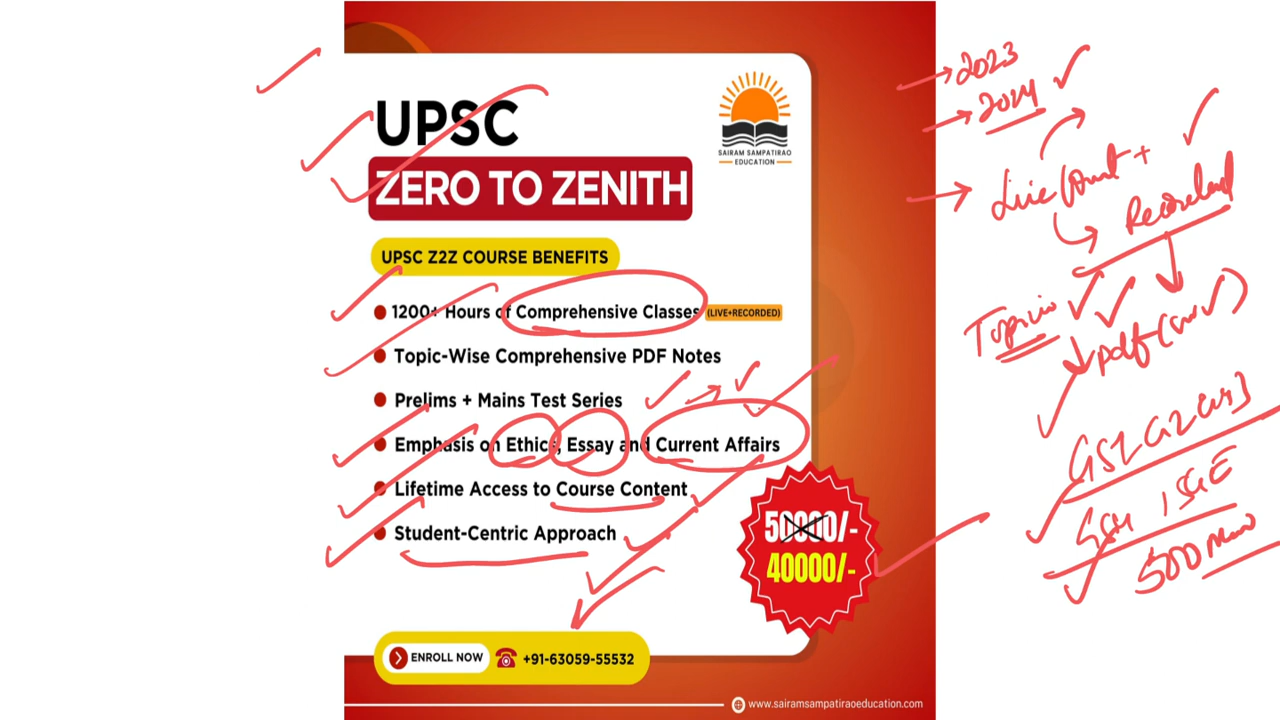 UPSC
ZERO TO ZENITH
SAIRAM SAMPATIRAO
EDUCATION
UPSC Z2Z COURSE BENEFITS
1200+ Hours of Comprehensive Classes (LIVE+RECORDED)
Topic-Wise Comprehensive PDF Notes
Prelims + Mains Test Series
Emphasis on Ethics, Essay and Current Affairs
Lifetime Access to Course Content
Student-Centric Approach
50000/-
40000/-
ENROLL NOW +91-63059-55532
www.sairamsampatiraoeducation.com
2023
2024
Live
+
Recorded
pdf